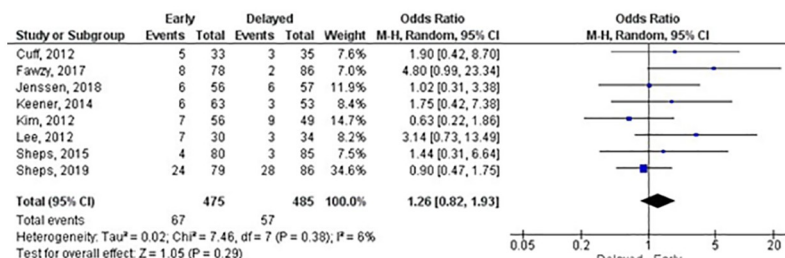 Early Delayed Odds Ratio Odds Ratio
Study or Subgroup Events Total Events Total Weight M-H, Random, 95% CI M-H, Random, 95% CI
Cuff, 2012 5 33 3 35 7.6% 1.90 [0.42, 8.70]
Fawzy, 2017 8 78 2 86 7.0% 4.80 [0.99, 23.34]
Jenssen, 2018 6 56 6 57 11.9% 1.02 [0.31, 3.38]
Keener, 2014 6 63 3 53 8.4% 1.75 [0.42, 7.38]
Kim, 2012 7 56 9 49 14.7% 0.63 [0.22, 1.86]
Lee, 2012 7 30 3 34 8.2% 3.14 [0.73, 13.49]
Sheps, 2015 4 80 3 85 7.5% 1.44 [0.31, 6.64]
Sheps, 2019 24 79 28 86 34.6% 0.90 [0.47, 1.75]
Total (95% CI) 475 485 100.0% 1.26 [0.82, 1.93]
Total events 67 57
Heterogeneity: Tau² = 0.02; Chi² = 7.46, df = 7 (P = 0.38); I² = 6%
Test for overall effect: Z = 1.05 (P = 0.29)
0.05 0.2 1 5 20
Delayed Early